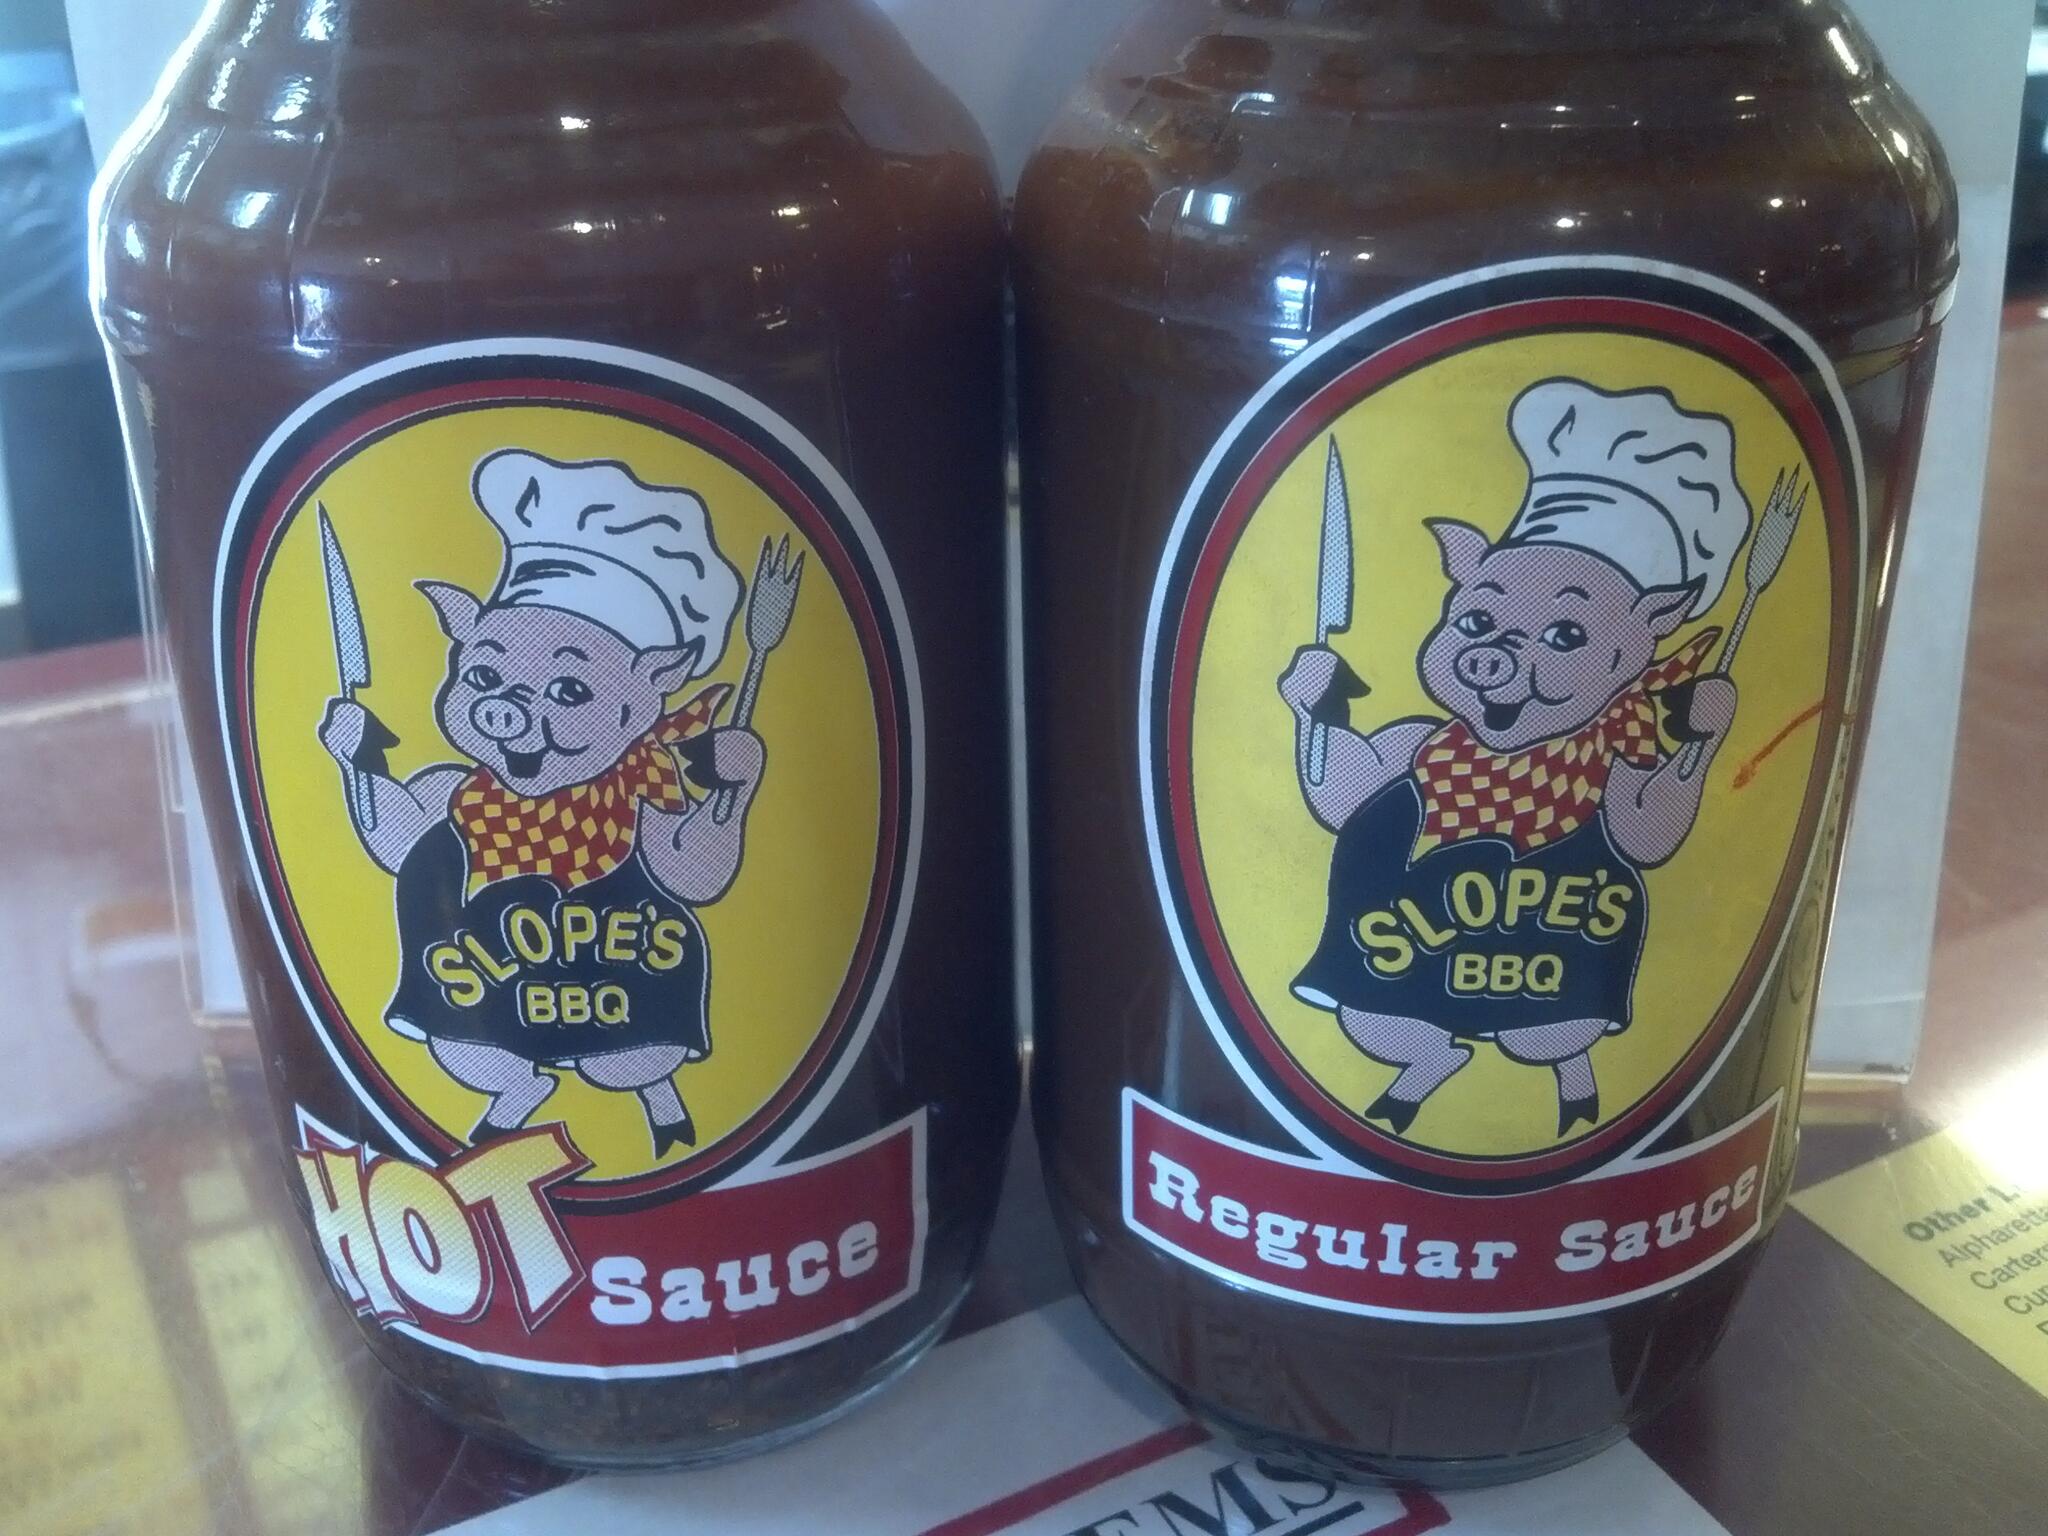 SLOPE'S
BBQ
HOT Sauce
SLOPE'S
BBQ
Regular Sauce
Other
Alpharetta